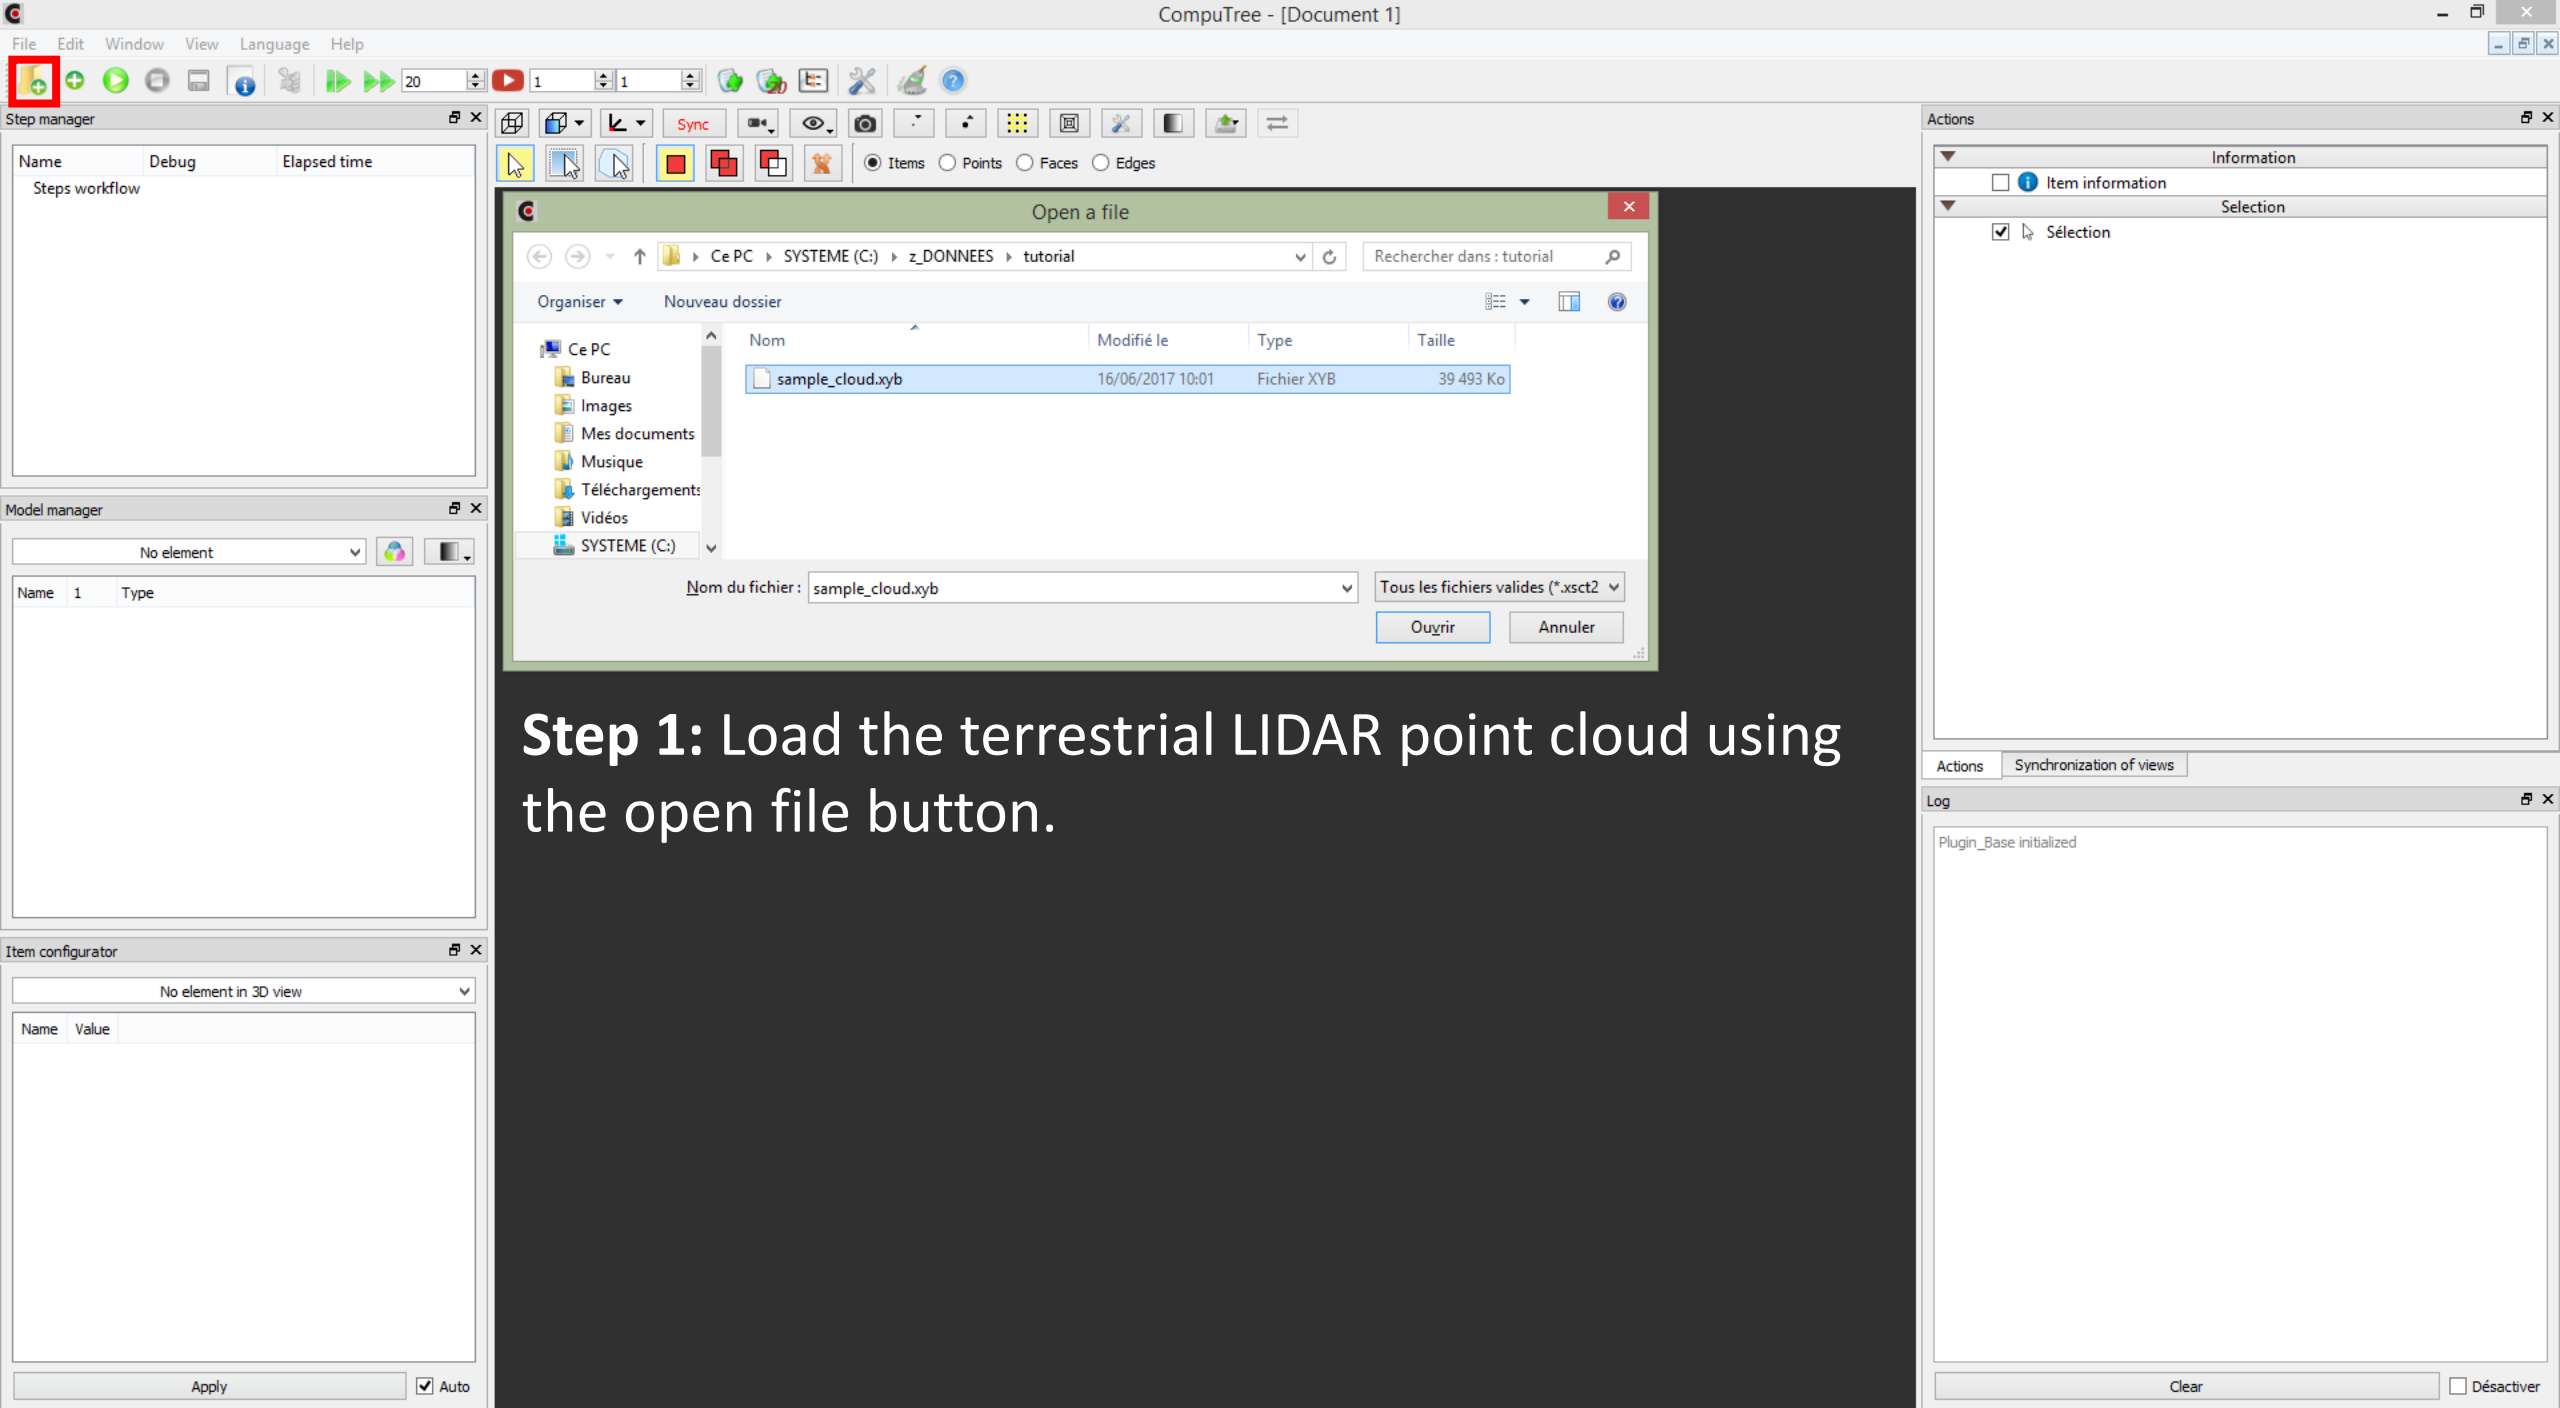 CompuTree - [Document 1]
File Edit Window View Language Help
20 1 1
Step manager
Name Debug Elapsed time
Steps workflow
Sync
Items Points Faces Edges
Open a file
Ce PC SYSTEME (C:) z_DONNEES tutorial
Rechercher dans : tutorial
Organiser Nouveau dossier
Nom Modifié le Type Taille
sample_cloud.xyb 16/06/2017 10:01 Fichier XYB 39 493 Ko
Ce PC
Bureau
Images
Mes documents
Musique
Téléchargements
Vidéos
SYSTEME (C:)
Nom du fichier : sample_cloud.xyb Tous les fichiers valides (*.xsct2
Ouvrir Annuler
Step 1: Load the terrestrial LIDAR point cloud using
the open file button.
Model manager
No element
Name 1 Type
Item configurator
No element in 3D view
Name Value
Apply Auto
Actions
Information
Item information
Selection
Sélection
Actions Synchronization of views
Log
Plugin_Base initialized
Clear Désactiver